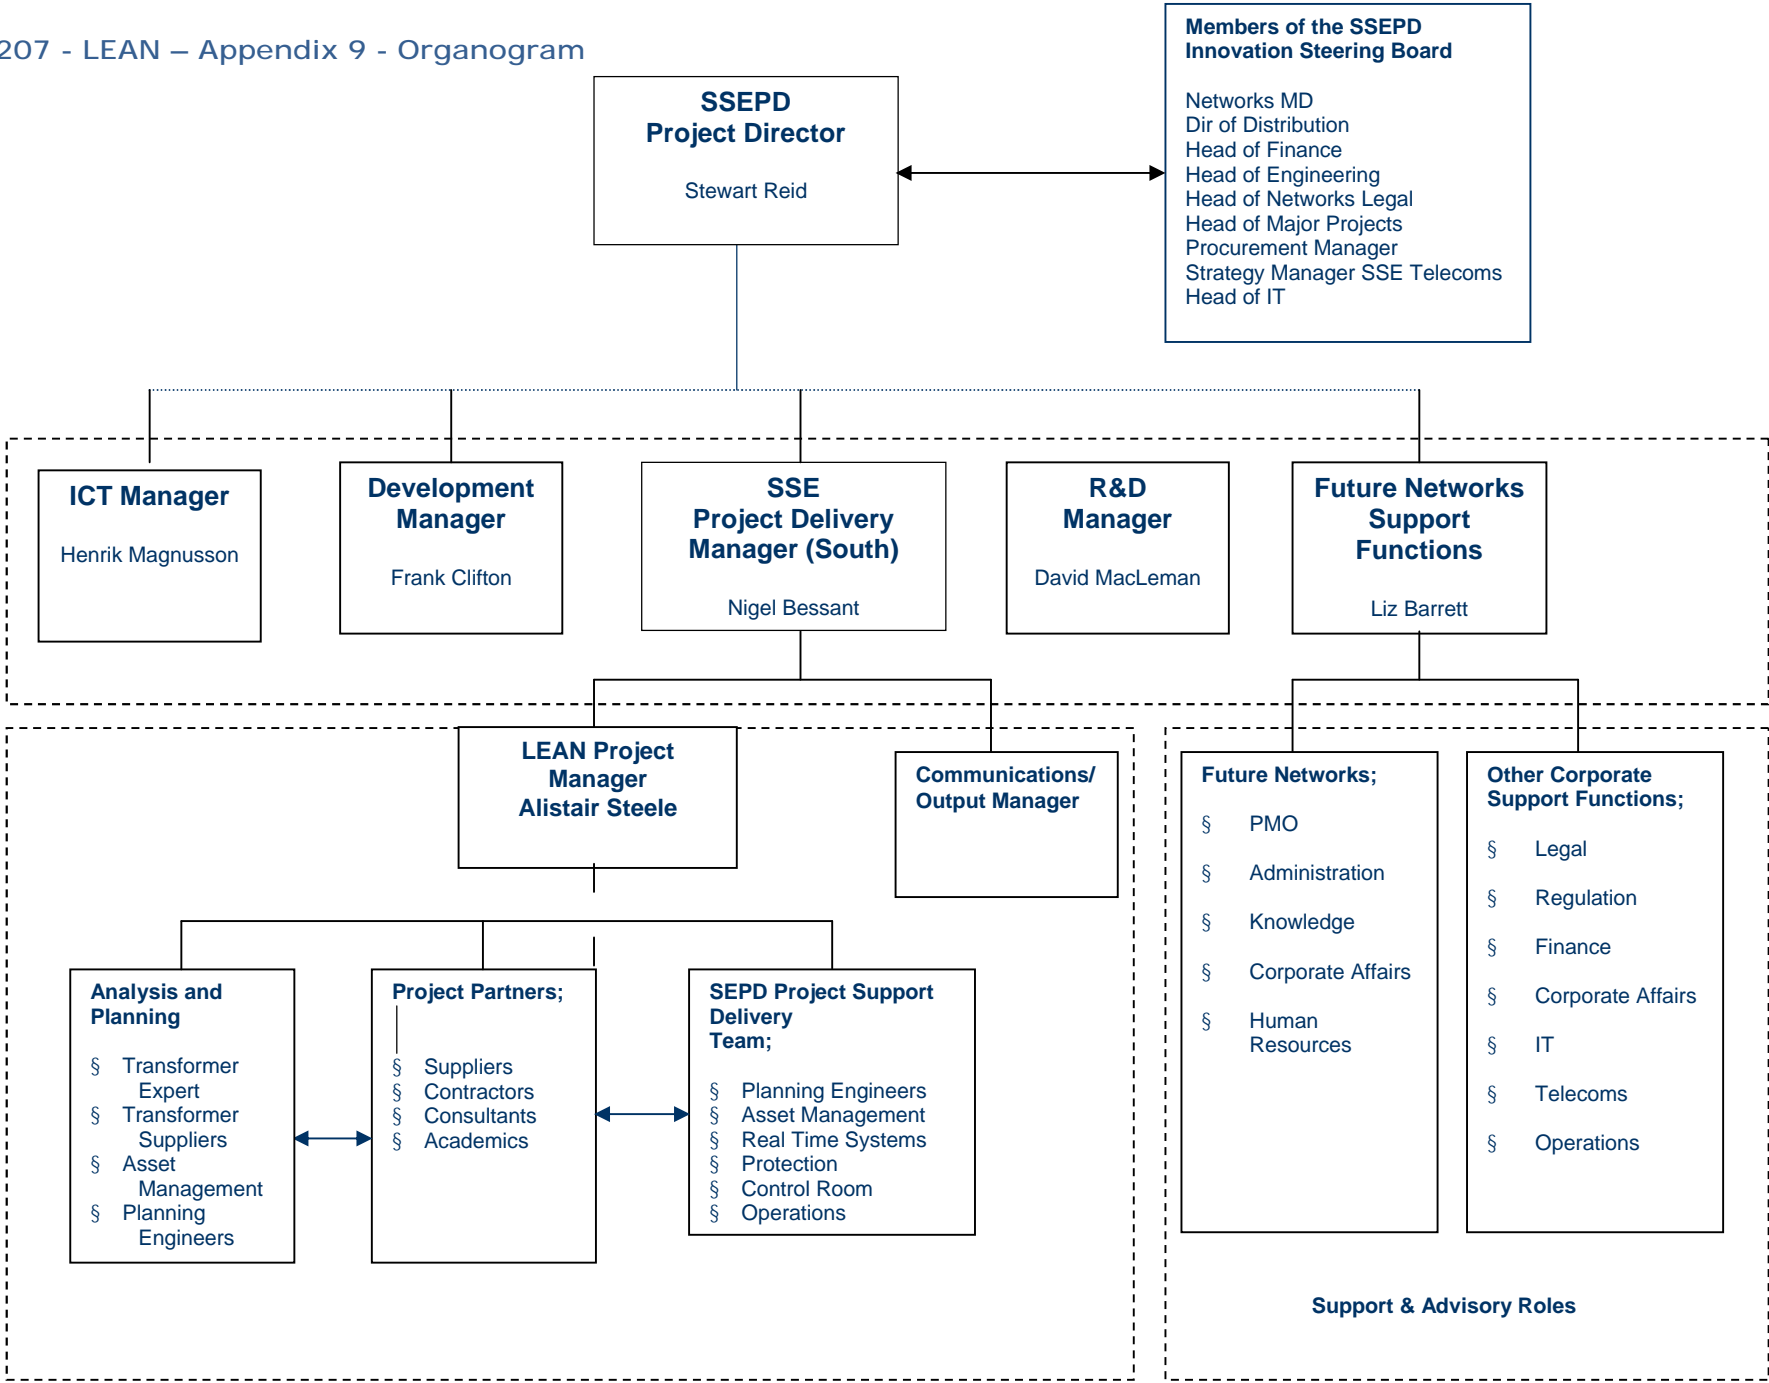 207 - LEAN – Appendix 9 - Organogram
Members of the SSEPD
Innovation Steering Board
Networks MD
Dir of Distribution
Head of Finance
Head of Engineering
Head of Networks Legal
Head of Major Projects
Procurement Manager
Strategy Manager SSE Telecoms
Head of IT
SSEPD
Project Director
Stewart Reid
ICT Manager
Henrik Magnusson
Development
Manager
Frank Clifton
SSE
Project Delivery
Manager (South)
Nigel Bessant
R&D
Manager
David MacLeman
Future Networks
Support
Functions
Liz Barrett
LEAN Project
Manager
Alistair Steele
Communications/
Output Manager
Future Networks;
§ PMO
§ Administration
§ Knowledge
§ Corporate Affairs
§ Human
Resources
Other Corporate
Support Functions;
§ Legal
§ Regulation
§ Finance
§ Corporate Affairs
§ IT
§ Telecoms
§ Operations
Analysis and
Planning
§ Transformer
Expert
§ Transformer
Suppliers
§ Asset
Management
§ Planning
Engineers
Project Partners;
§ Suppliers
§ Contractors
§ Consultants
§ Academics
SEPD Project Support
Delivery
Team;
§ Planning Engineers
§ Asset Management
§ Real Time Systems
§ Protection
§ Control Room
§ Operations
Support & Advisory Roles